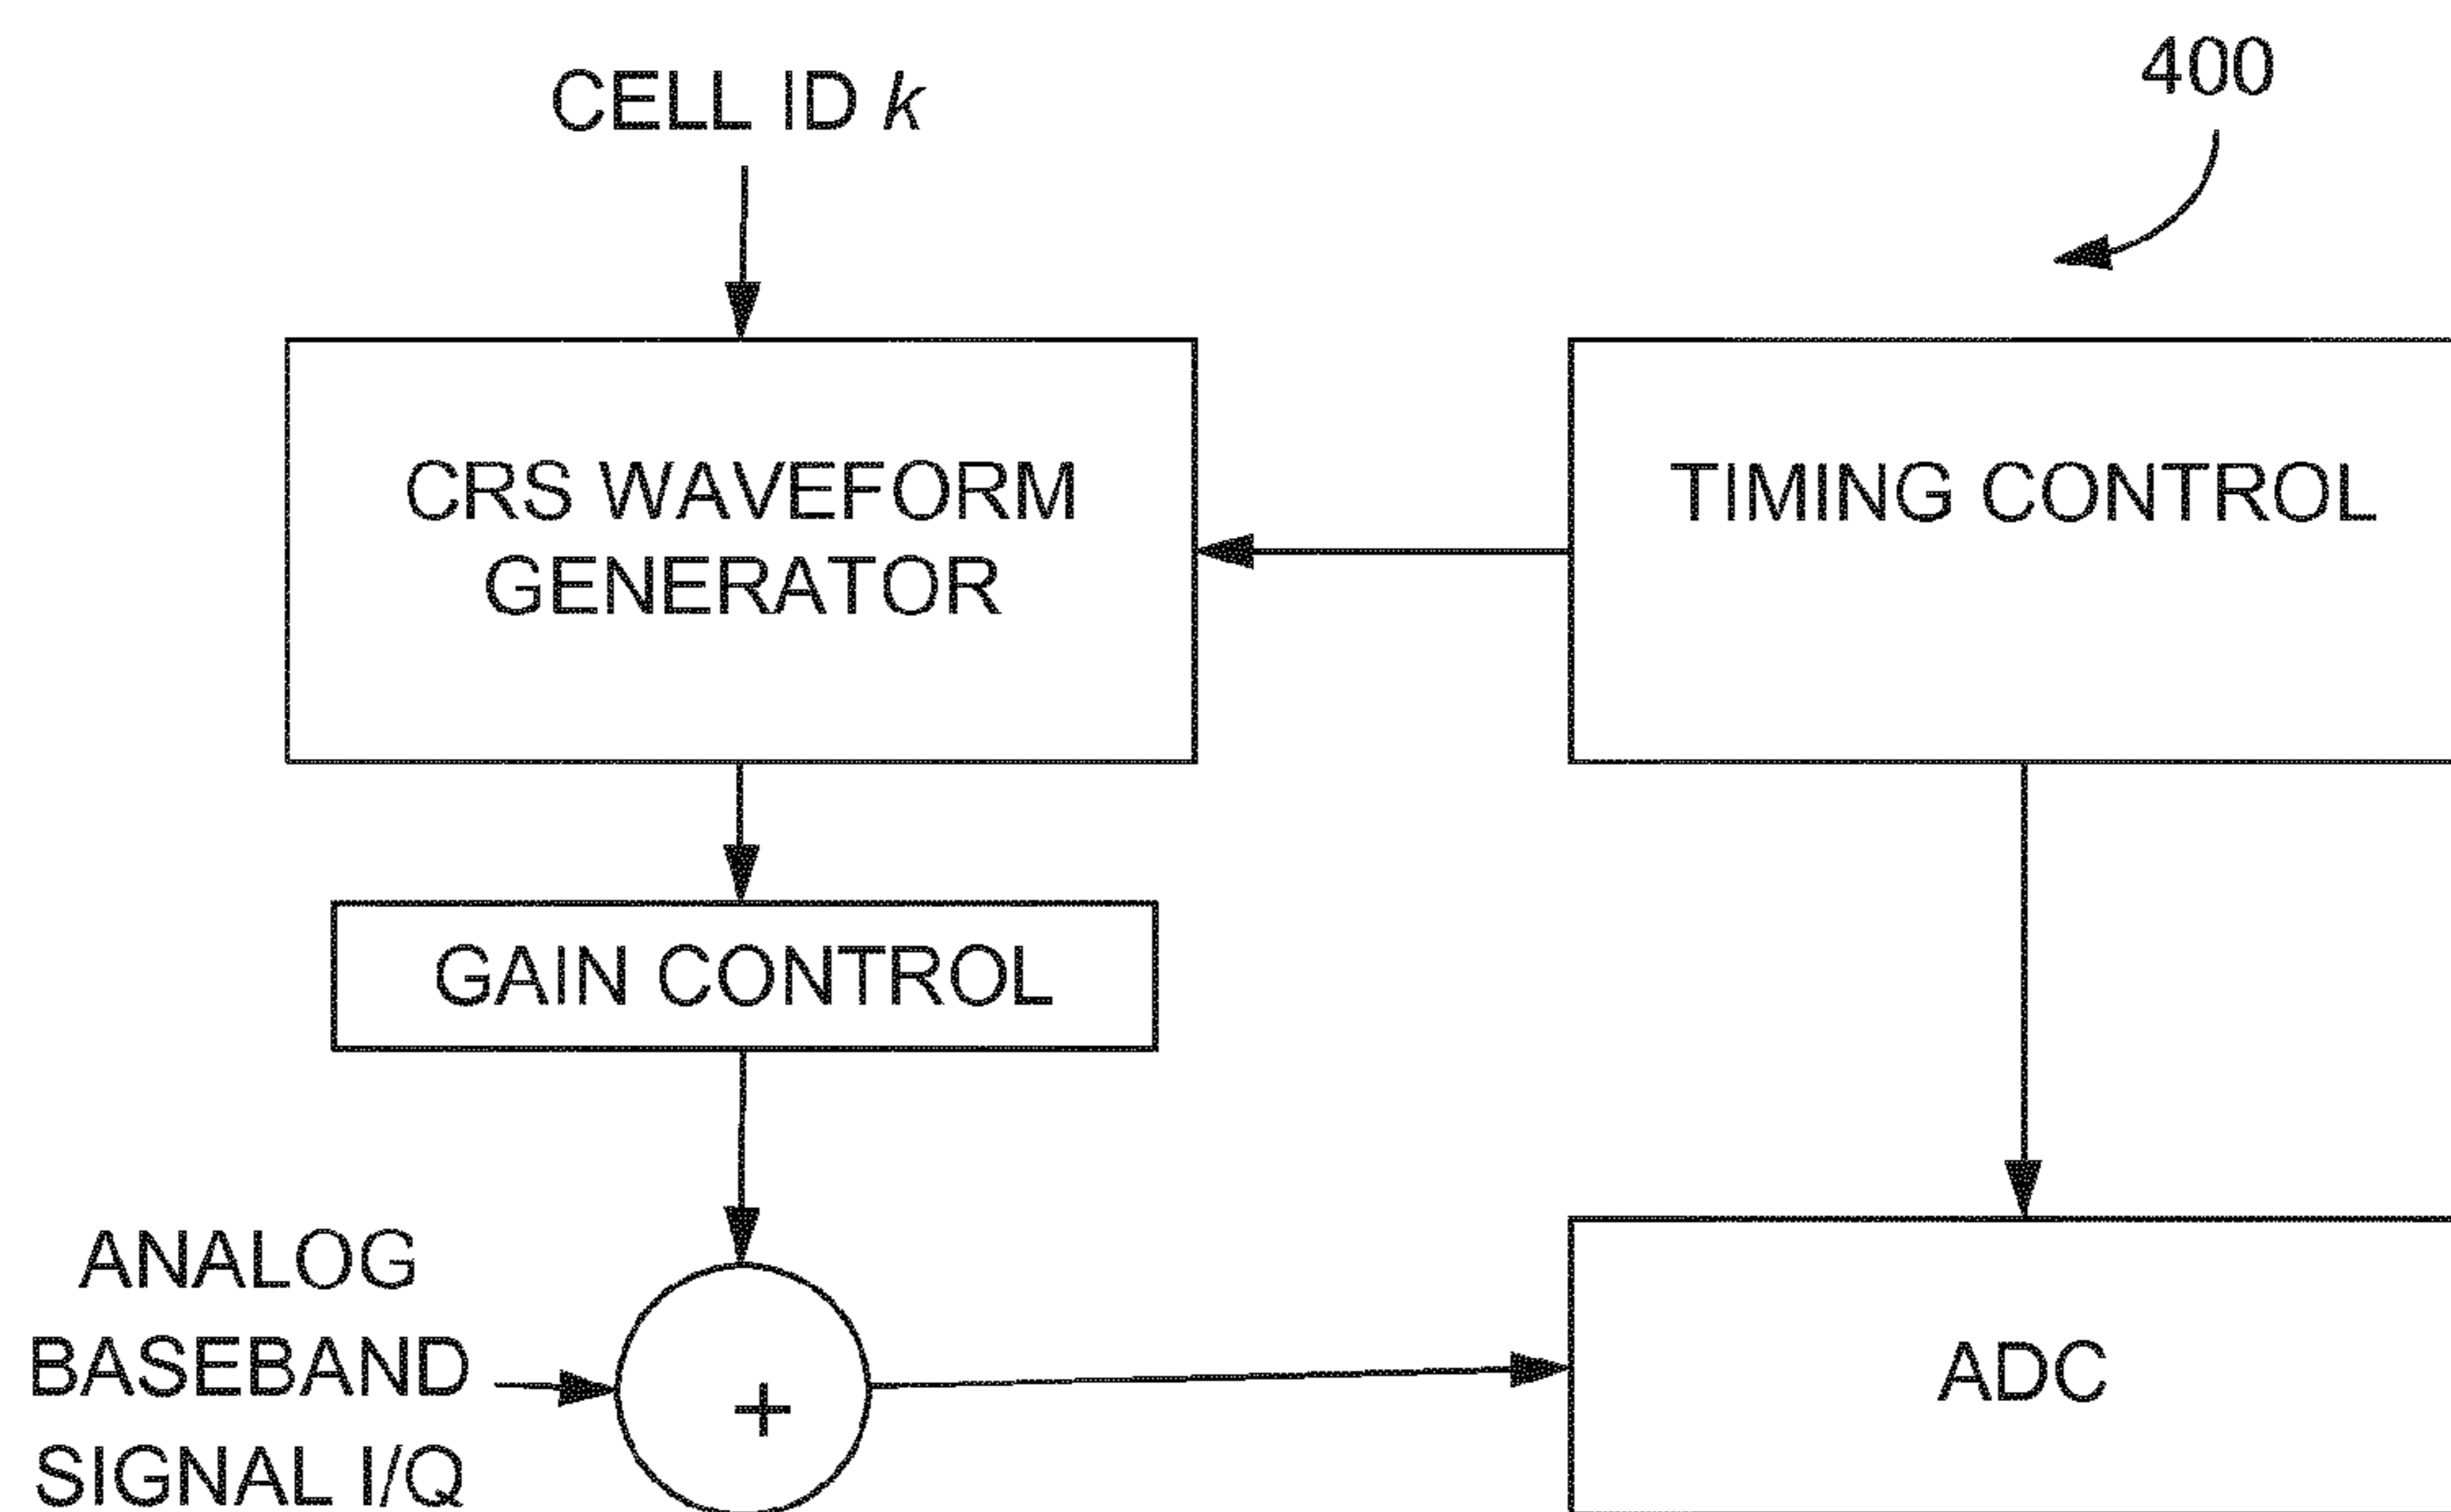 CELL ID k
400
CRS WAVEFORM
GENERATOR
TIMING CONTROL
GAIN CONTROL
ANALOG
BASEBAND
SIGNAL I/Q
+
ADC